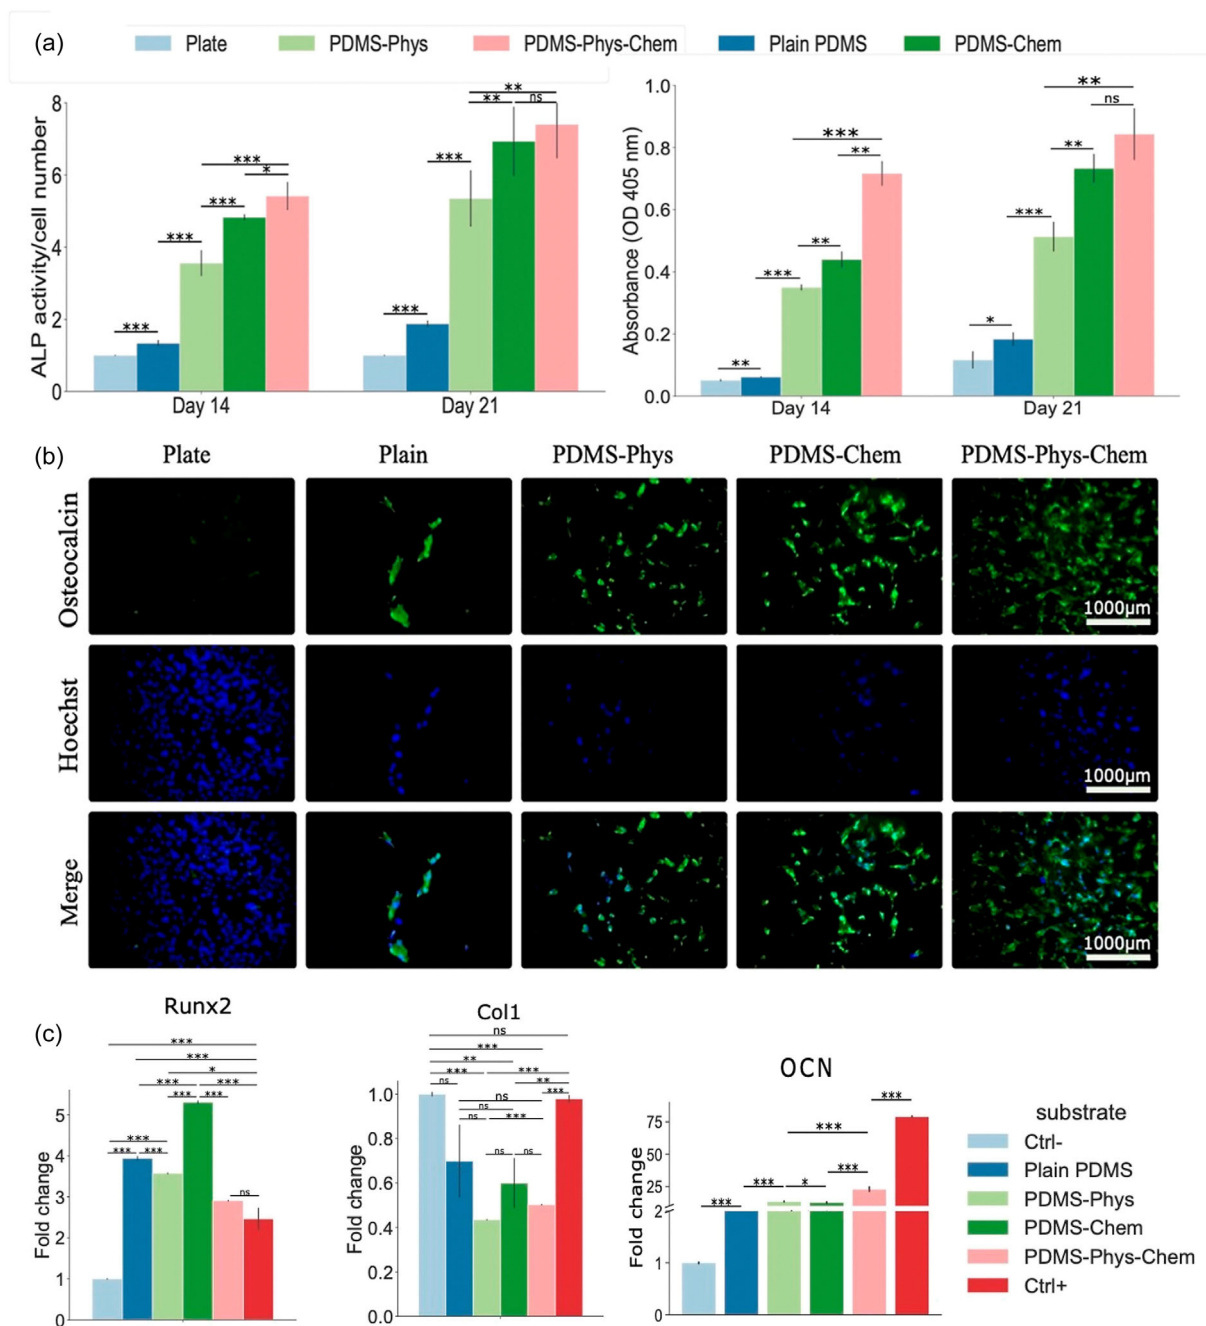 (a)
Plate PDMS-Phys PDMS-Phys-Chem Plain PDMS PDMS-Chem
ALP activity/cell number
8
6
4
2
0
*** *** *** * ***
*** *** ** ns **
Day 14 Day 21
Absorbance (OD 405 nm)
1.0
0.8
0.6
0.4
0.2
0.0
** *** ** ** ***
* *** ** ns **
Day 14 Day 21
(b)
Plate Plain PDMS-Phys PDMS-Chem PDMS-Phys-Chem
Osteocalcin
1000µm
Hoechst
1000µm
Merge
1000µm
(c)
Runx2
***
***
*
*** ***
*** ***
***
*** ***
ns
Fold change
5
4
3
2
1
0
Col1
ns
***
**
*** ***
ns **
ns ***
ns
ns ***
ns ns
Fold change
1.0
0.8
0.6
0.4
0.2
0.0
OCN
***
***
***
*** *
***
Fold change
75
50
25
2
1
0
substrate
Ctrl-
Plain PDMS
PDMS-Phys
PDMS-Chem
PDMS-Phys-Chem
Ctrl+